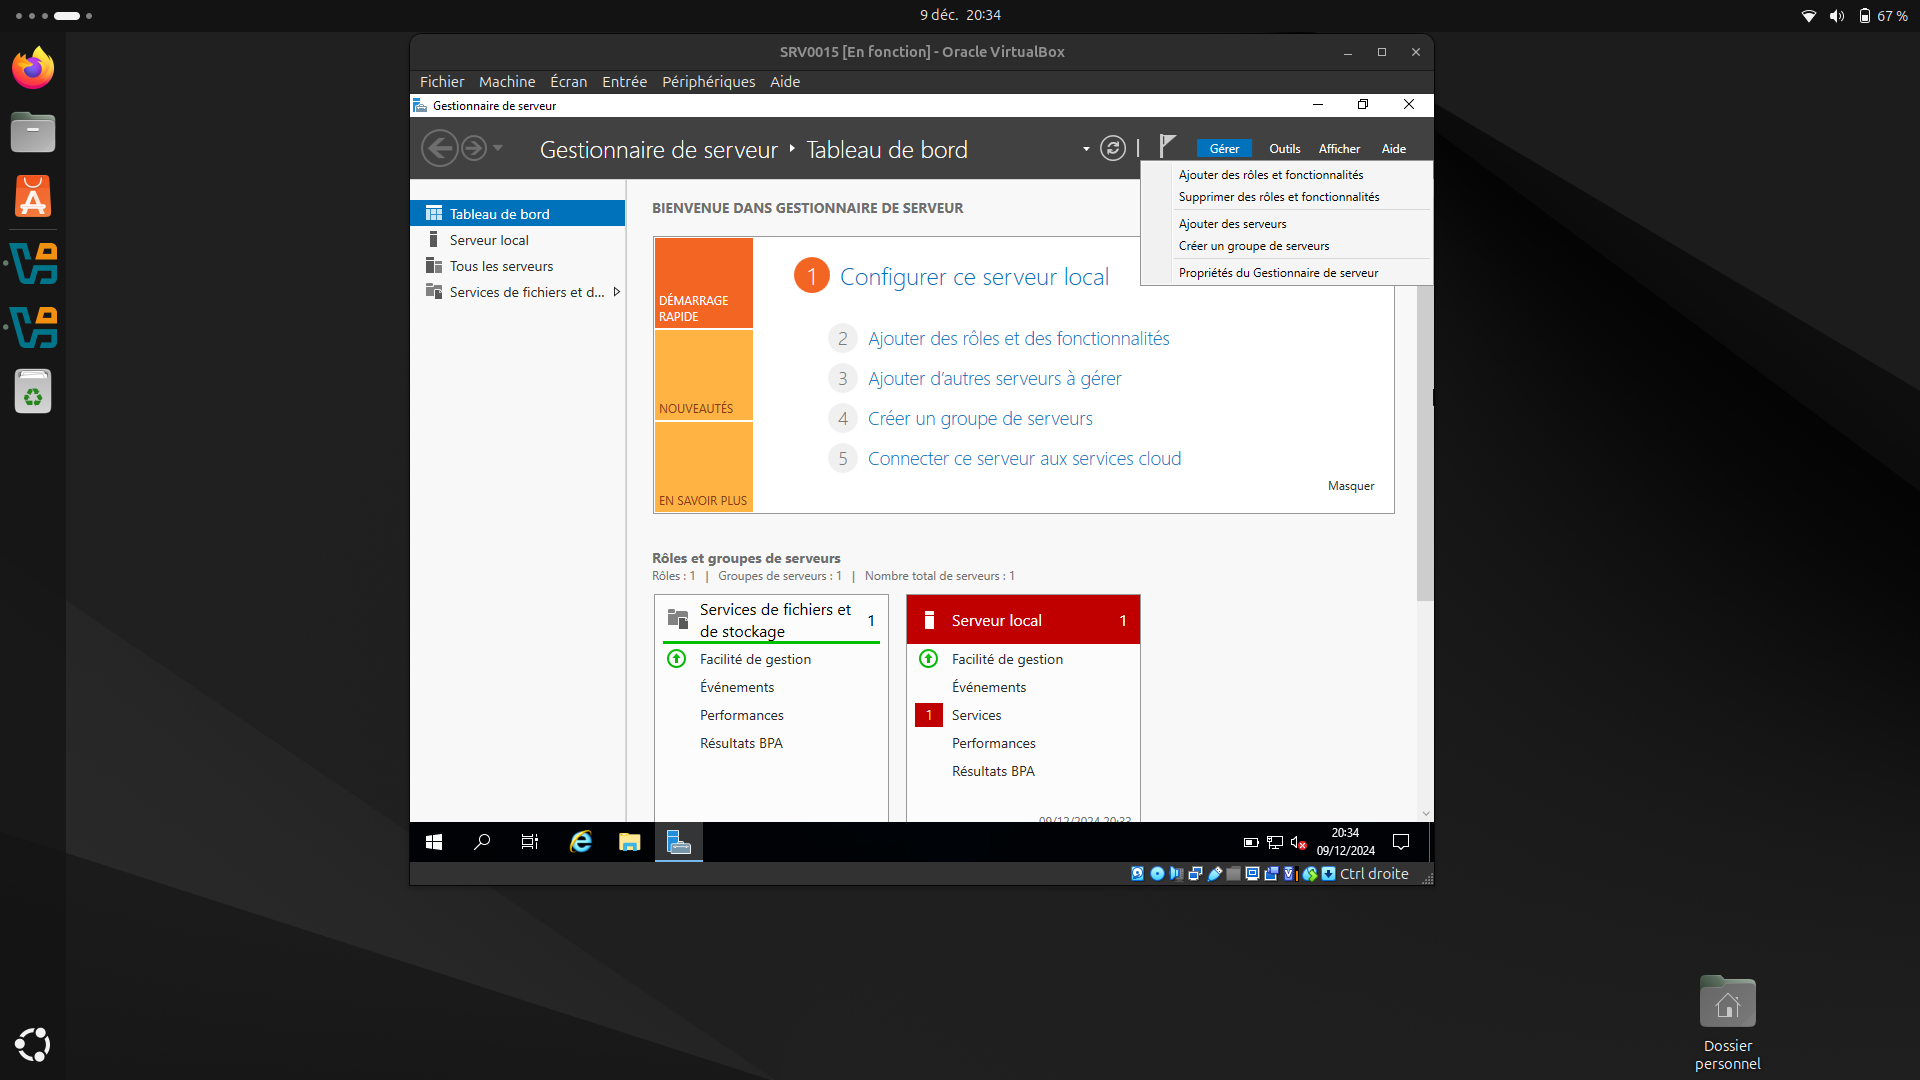 9 déc.  20:34
67 %
SRV0015 [En fonction] - Oracle VirtualBox
Fichier Machine Écran Entrée Périphériques Aide
Gestionnaire de serveur
Gestionnaire de serveur Tableau de bord
Gérer Outils Afficher Aide
Ajouter des rôles et fonctionnalités
Supprimer des rôles et fonctionnalités
Ajouter des serveurs
Créer un groupe de serveurs
Propriétés du Gestionnaire de serveur
Tableau de bord
Serveur local
Tous les serveurs
Services de fichiers et d...
BIENVENUE DANS GESTIONNAIRE DE SERVEUR
DÉMARRAGE
RAPIDE
NOUVEAUTÉS
EN SAVOIR PLUS
1 Configurer ce serveur local
2 Ajouter des rôles et des fonctionnalités
3 Ajouter d’autres serveurs à gérer
4 Créer un groupe de serveurs
5 Connecter ce serveur aux services cloud
Masquer
Rôles et groupes de serveurs
Rôles : 1 | Groupes de serveurs : 1 | Nombre total de serveurs : 1
Services de fichiers et
de stockage
1
Facilité de gestion
Événements
Performances
Résultats BPA
Serveur local 1
Facilité de gestion
Événements
1 Services
Performances
Résultats BPA
09/12/2024 20:33
20:34
09/12/2024
Ctrl droite
Dossier
personnel